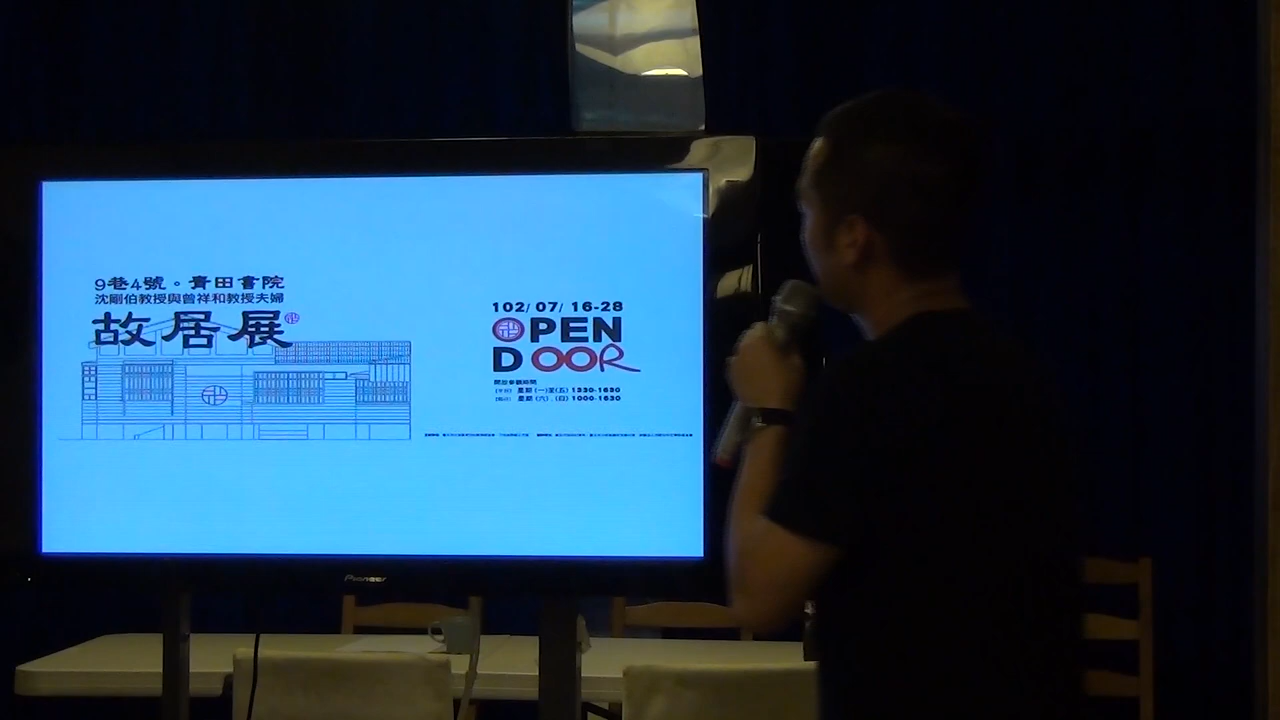 9巷4號。青田書院
沈剛伯教授與曾祥和教授夫婦
故居展
102/07/16-28
OPEN
DOOR
開放參觀時間
星期(一)至(五) 1330-1630
星期(六).(日) 1000-1630
Pioneer